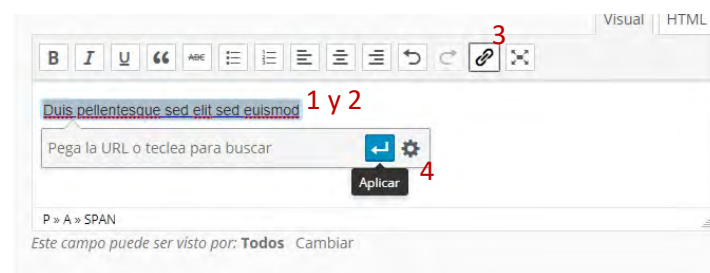 Visual HTML
3
B I U ABC
Duis pellentesque sed elit sed euismod 1 y 2
Pega la URL o teclea para buscar
4
Aplicar
P » A » SPAN
Este campo puede ser visto por: Todos Cambiar